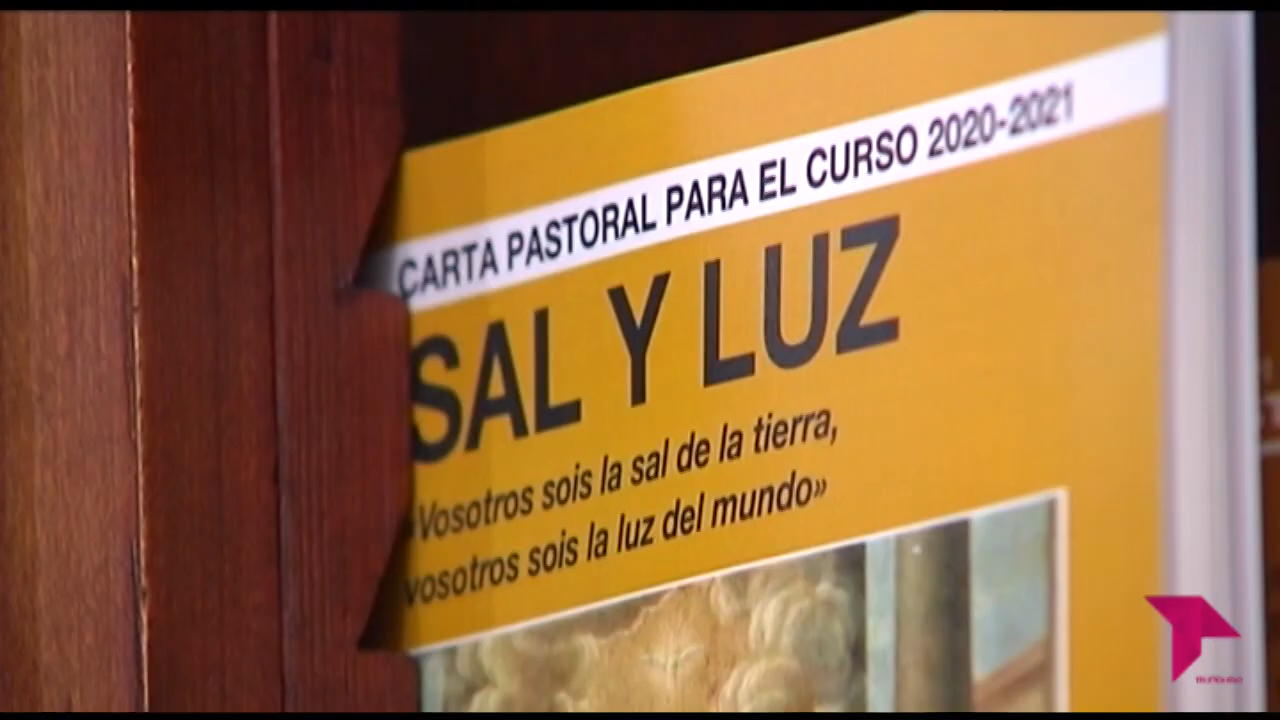 CARTA PASTORAL PARA EL CURSO 2020-2021
SAL Y LUZ
«Vosotros sois la sal de la tierra,
vosotros sois la luz del mundo»